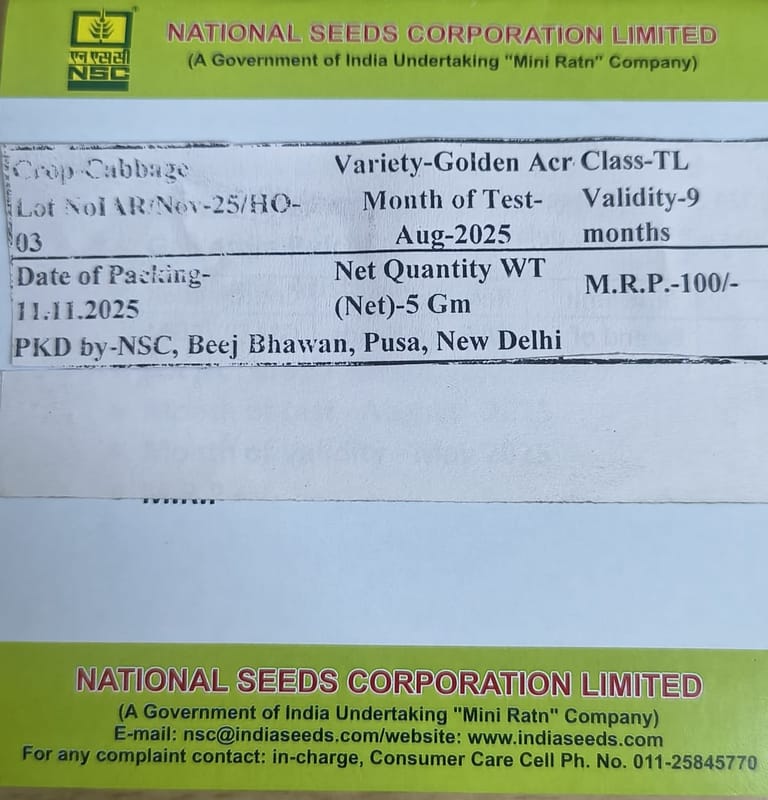 एन एस सी
NSC
NATIONAL SEEDS CORPORATION LIMITED
(A Government of India Undertaking "Mini Ratn" Company)
Crop-Cabbage Variety-Golden Acr Class-TL
Lot No Month of Test- Validity-9
03 Aug-2025 months
Date of Packing- Net Quantity WT M.R.P.-100/-
11.11.2025 (Net)-5 Gm
PKD by-NSC, Beej Bhawan, Pusa, New Delhi
NATIONAL SEEDS CORPORATION LIMITED
(A Government of India Undertaking "Mini Ratn" Company)
E-mail: nsc@indiaseeds.com/website: www.indiaseeds.com
For any complaint contact: in-charge, Consumer Care Cell Ph. No. 011-25845770